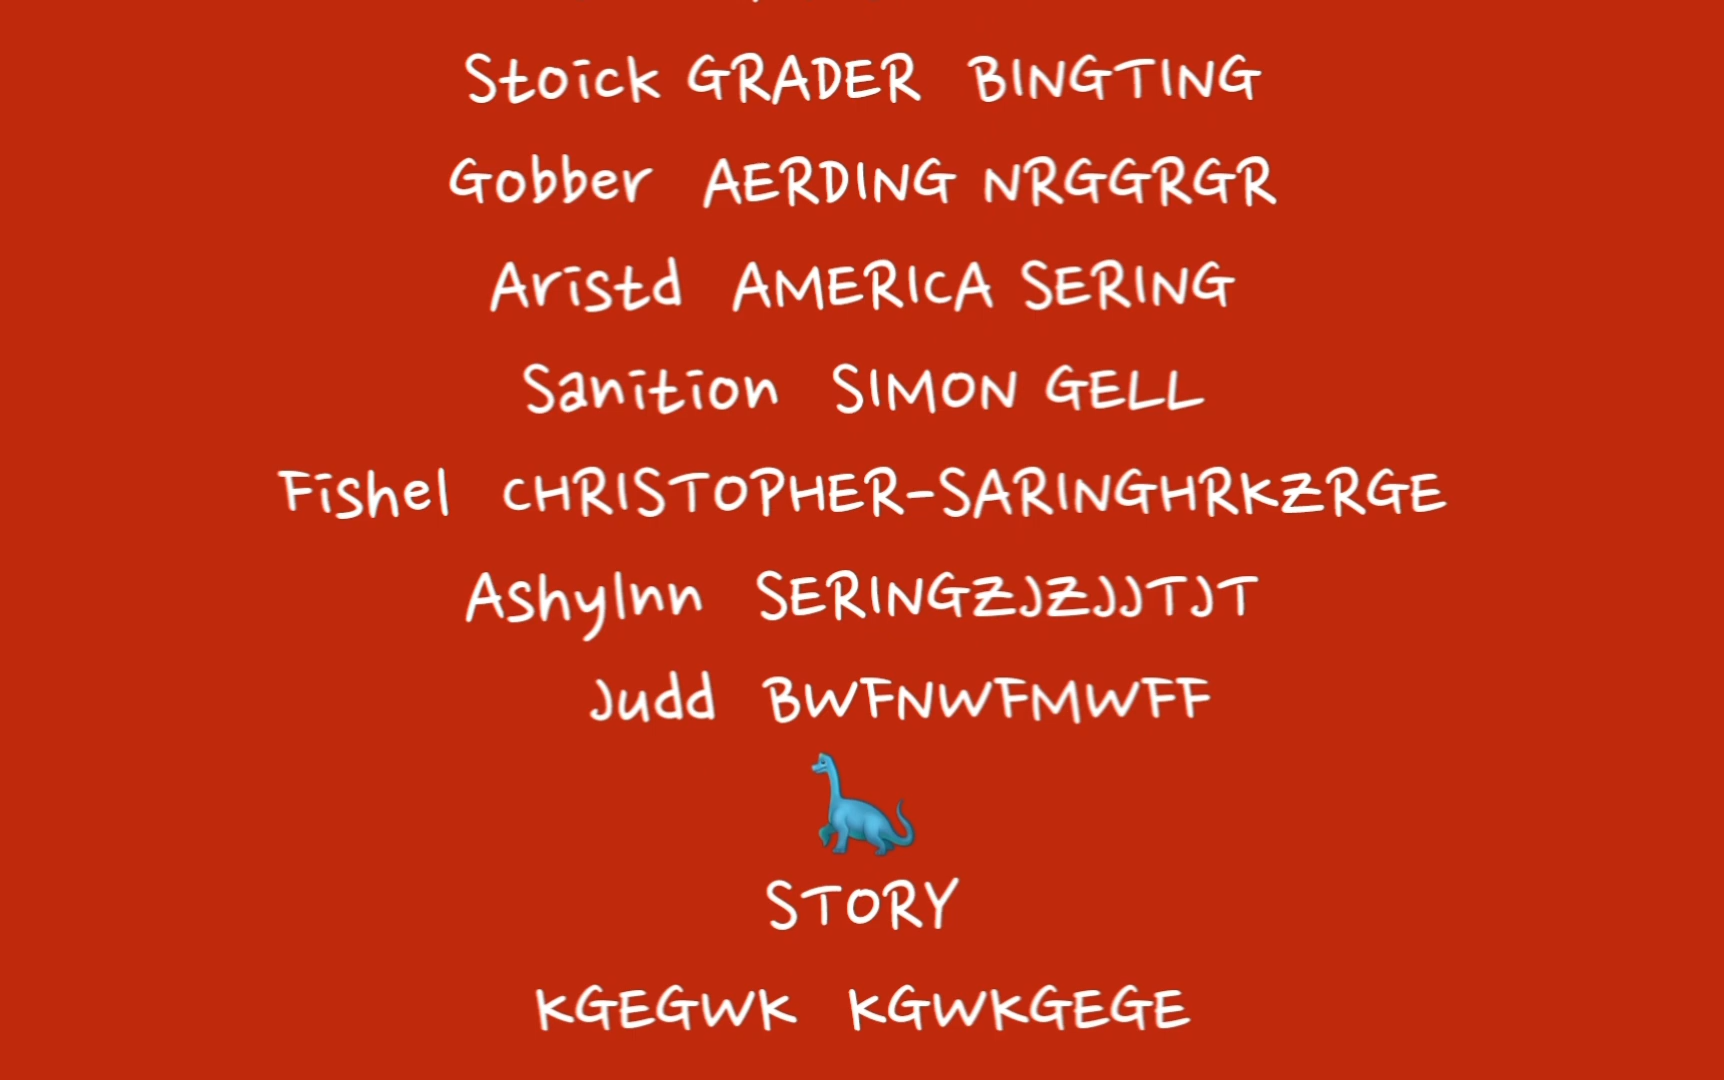 Stoick GRADER BINGTING
Gobber AERDING NRGGRGR
Aristd AMERICA SERING
Sanition SIMON GELL
Fishel CHRISTOPHER-SARINGHRKZRGE
Ashylnn SERINGZJZJJTJT
Judd BWFNWFMWFF
STORY
KGEGWK KGWKGEGE